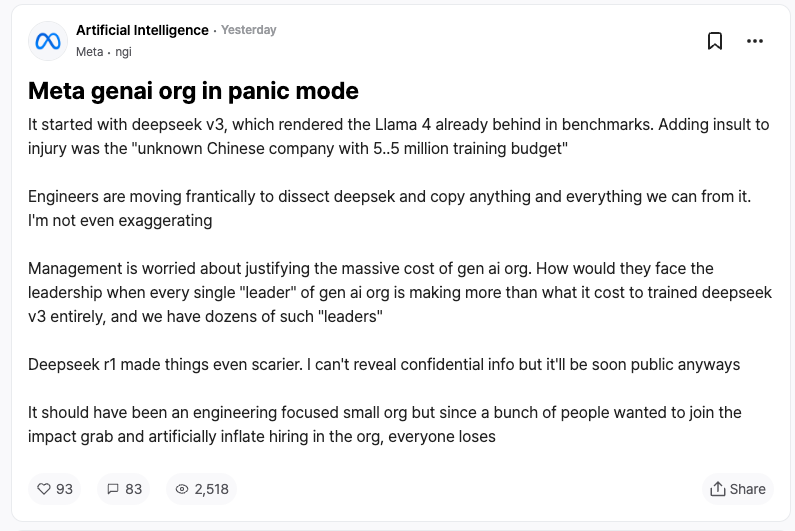 Artificial Intelligence · Yesterday
Meta · ngi
Meta genai org in panic mode
It started with deepseek v3, which rendered the Llama 4 already behind in benchmarks. Adding insult to
injury was the "unknown Chinese company with 5..5 million training budget"
Engineers are moving frantically to dissect deepsek and copy anything and everything we can from it.
I'm not even exaggerating
Management is worried about justifying the massive cost of gen ai org. How would they face the
leadership when every single "leader" of gen ai org is making more than what it cost to trained deepseek
v3 entirely, and we have dozens of such "leaders"
Deepseek r1 made things even scarier. I can't reveal confidential info but it'll be soon public anyways
It should have been an engineering focused small org but since a bunch of people wanted to join the
impact grab and artificially inflate hiring in the org, everyone loses
93 83 2,518 Share